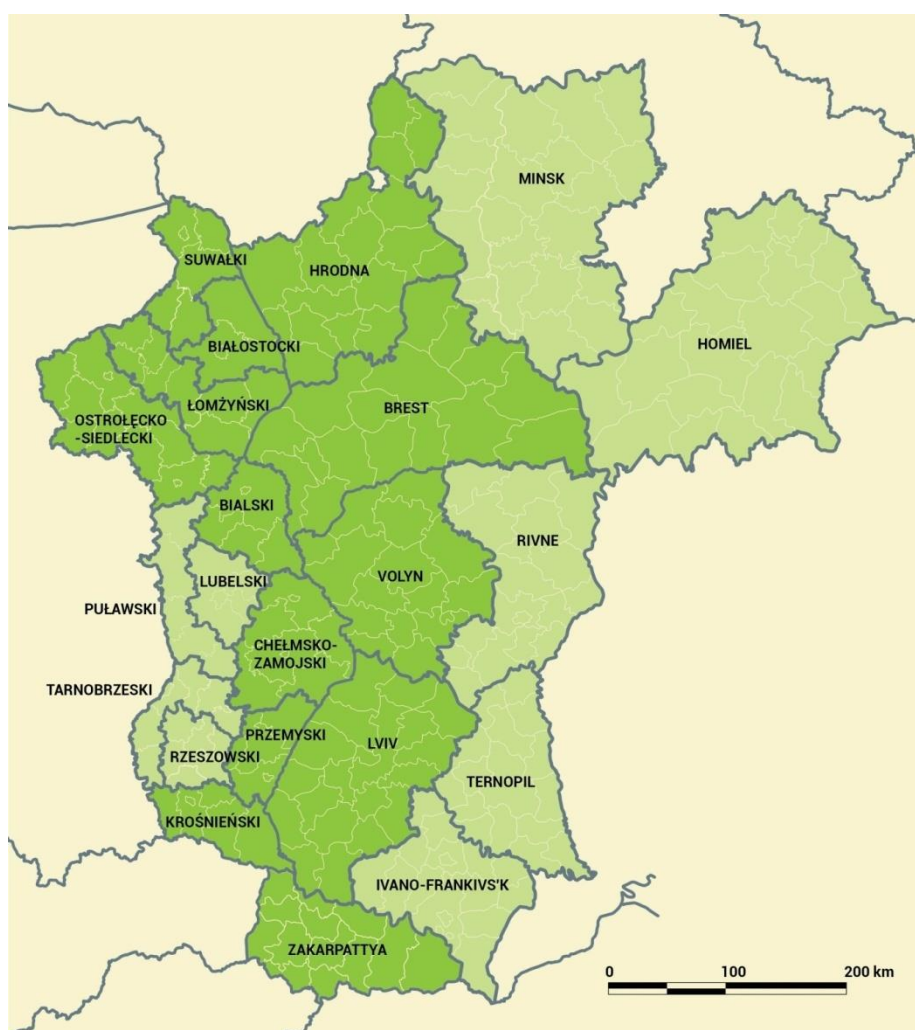 MINSK
SUWAŁKI
HRODNA
HOMIEL
BIAŁOSTOCKI
ŁOMŻYŃSKI
BREST
OSTROŁĘCKO
-SIEDLECKI
BIALSKI
RIVNE
LUBELSKI
VOLYN
PUŁAWSKI
CHEŁMSKO-
ZAMOJSKI
TARNOBRZESKI
PRZEMYSKI
LVIV
RZESZOWSKI
TERNOPIL
KROŚNIEŃSKI
IVANO-FRANKIVS'K
ZAKARPATTYA
0 100 200 km